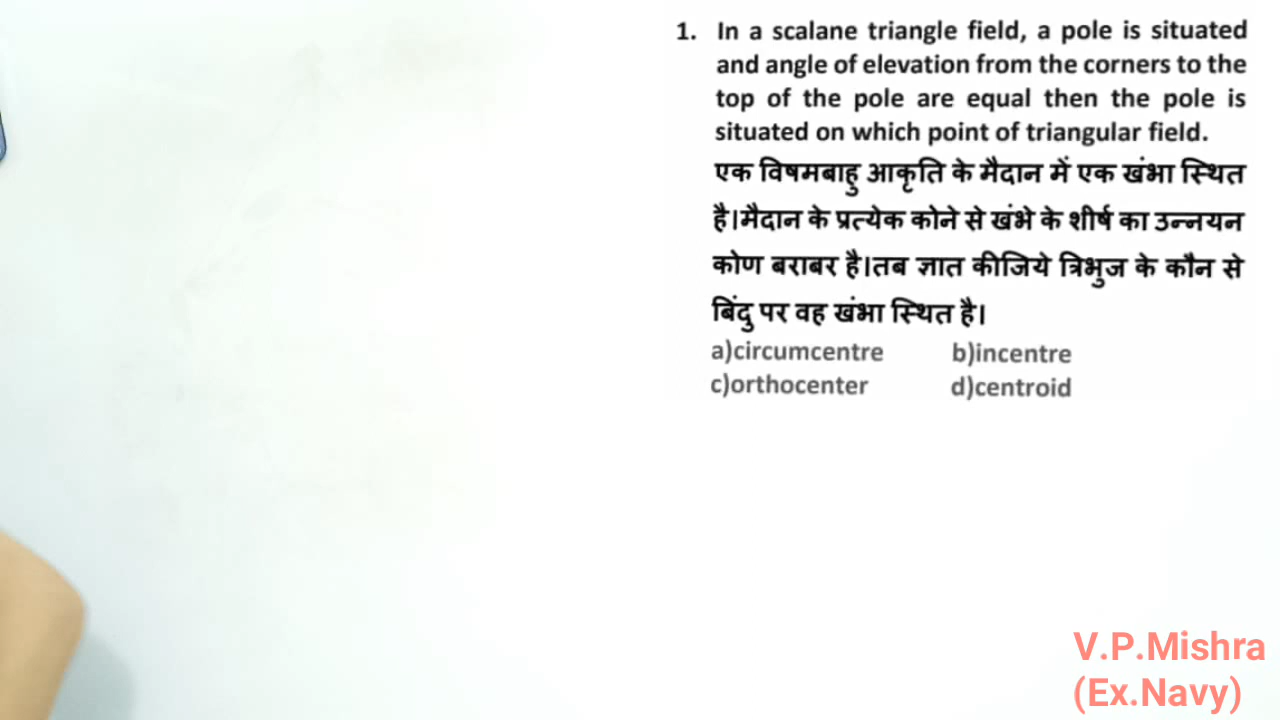 1. In a scalane triangle field, a pole is situated
and angle of elevation from the corners to the
top of the pole are equal then the pole is
situated on which point of triangular field.
एक विषमबाहु आकृति के मैदान में एक खंभा स्थित
है।मैदान के प्रत्येक कोने से खंभे के शीर्ष का उन्नयन
कोण बराबर है।तब ज्ञात कीजिये त्रिभुज के कौन से
बिंदु पर वह खंभा स्थित है।
a)circumcentre b)incentre
c)orthocenter d)centroid
V.P.Mishra
(Ex.Navy)